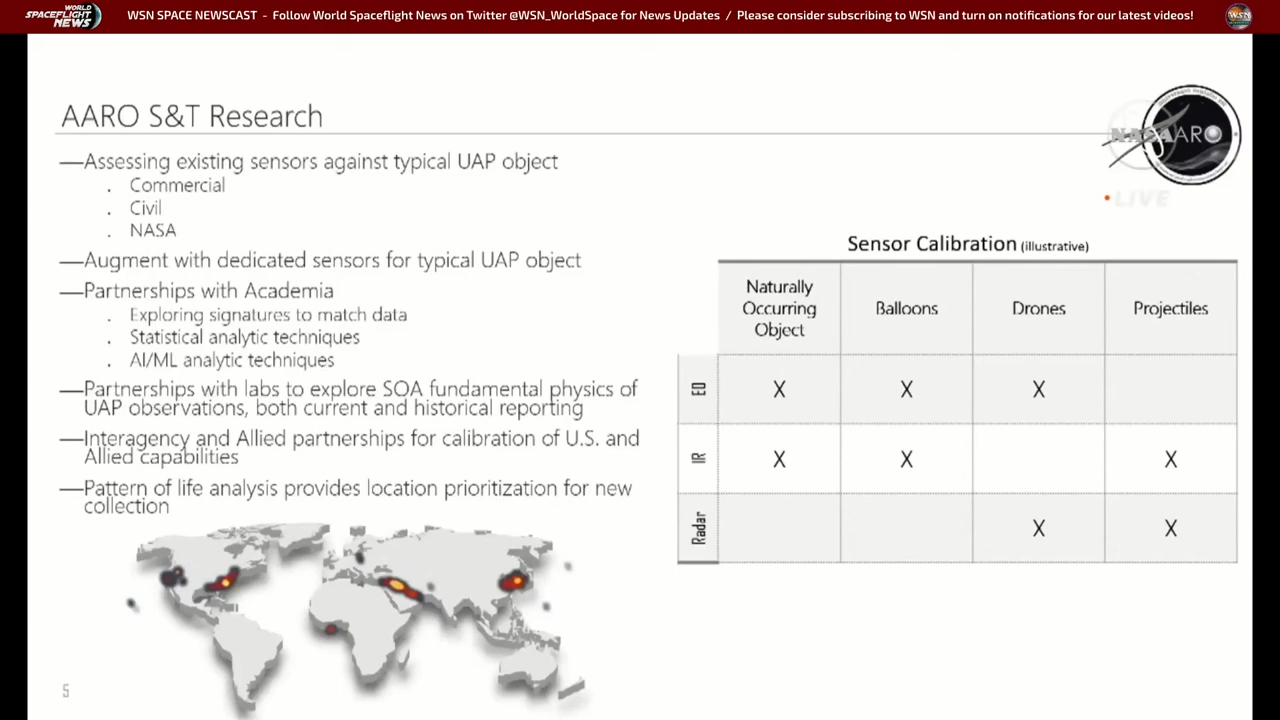 WORLD
SPACEFLIGHT
NEWS
WSN SPACE NEWSCAST - Follow World Spaceflight News on Twitter @WSN_WorldSpace for News Updates / Please consider subscribing to WSN and turn on notifications for our latest videos!
WSN
AARO S&T Research
NASA
AARO
LIVE
—Assessing existing sensors against typical UAP object
. Commercial
. Civil
. NASA
—Augment with dedicated sensors for typical UAP object
—Partnerships with Academia
. Exploring signatures to match data
. Statistical analytic techniques
. AI/ML analytic techniques
—Partnerships with labs to explore SOA fundamental physics of
UAP observations, both current and historical reporting
—Interagency and Allied partnerships for calibration of U.S. and
Allied capabilities
—Pattern of life analysis provides location prioritization for new
collection
Sensor Calibration (illustrative)
Naturally
Occurring
Object
Balloons
Drones
Projectiles
EO X X X
IR X X X
Radar X X
5